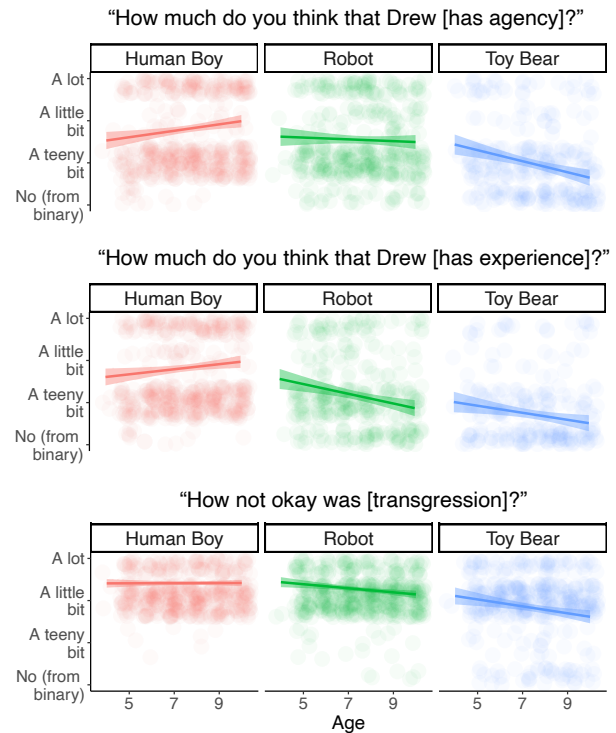 “How much do you think that Drew [has agency]?”
Human Boy
Robot
Toy Bear
A lot
A little
bit
A teeny
bit
No (from
binary)
“How much do you think that Drew [has experience]?”
Human Boy
Robot
Toy Bear
A lot
A little
bit
A teeny
bit
No (from
binary)
“How not okay was [transgression]?”
Human Boy
Robot
Toy Bear
A lot
A little
bit
A teeny
bit
No (from
binary)
5 7 9 5 7 9 5 7 9
Age